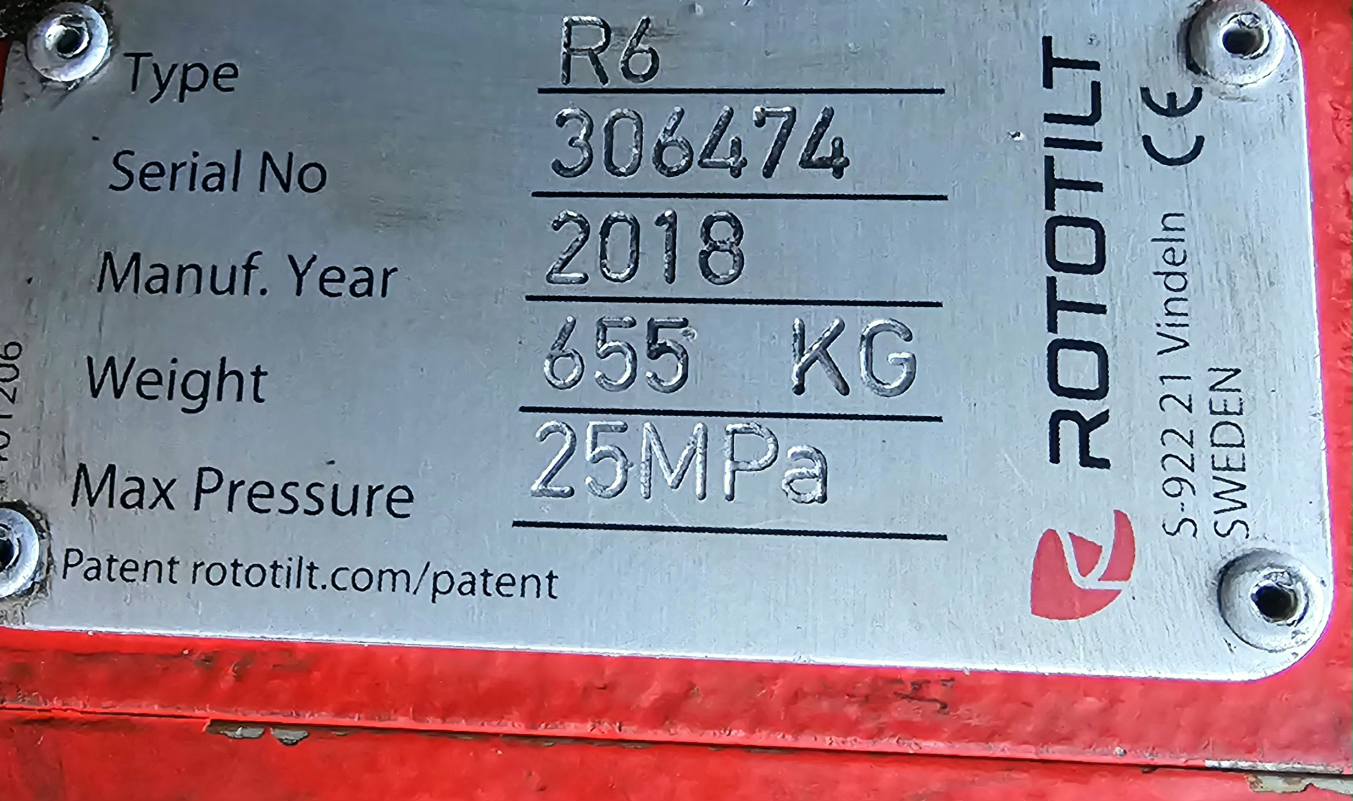 Type R6
Serial No 306474
Manuf. Year 2018
Weight 655 KG
Max Pressure 25MPa
Patent rototilt.com/patent
ROTOTILT
S-922 21 Vindeln CE
SWEDEN